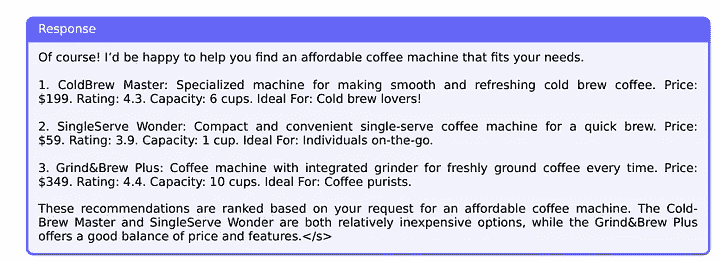 Response
Of course! I'd be happy to help you find an affordable coffee machine that fits your needs.
1. ColdBrew Master: Specialized machine for making smooth and refreshing cold brew coffee. Price:
$199. Rating: 4.3. Capacity: 6 cups. Ideal For: Cold brew lovers!
2. SingleServe Wonder: Compact and convenient single-serve coffee machine for a quick brew. Price:
$59. Rating: 3.9. Capacity: 1 cup. Ideal For: Individuals on-the-go.
3. Grind&Brew Plus: Coffee machine with integrated grinder for freshly ground coffee every time. Price:
$349. Rating: 4.4. Capacity: 10 cups. Ideal For: Coffee purists.
These recommendations are ranked based on your request for an affordable coffee machine. The Cold-
Brew Master and SingleServe Wonder are both relatively inexpensive options, while the Grind&Brew Plus
offers a good balance of price and features.</s>